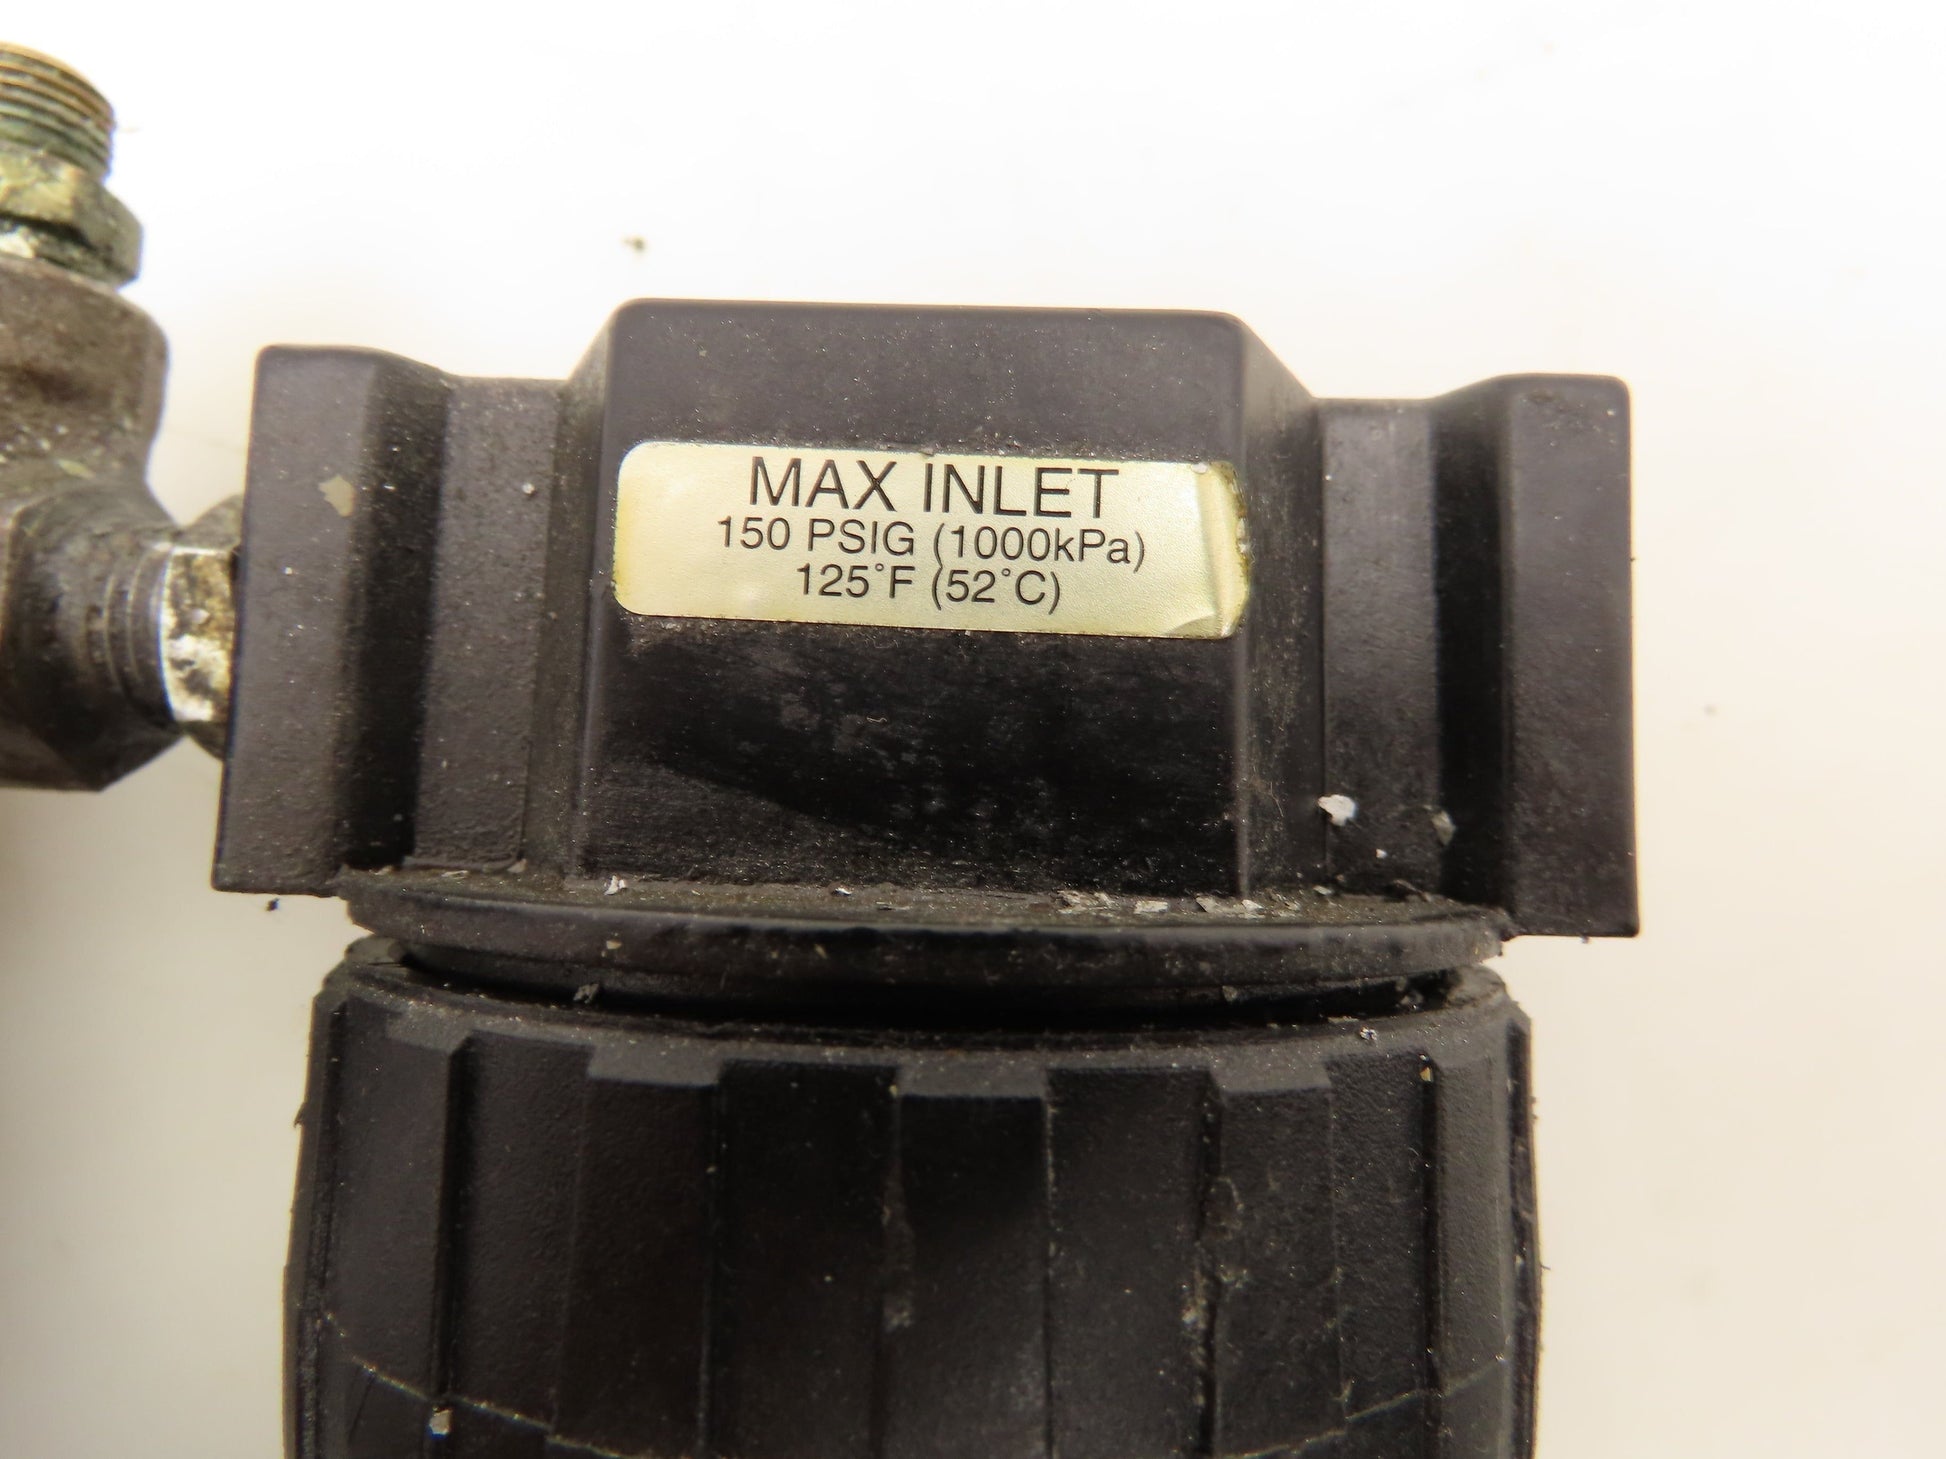 MAX INLET
150 PSIG (1000kPa)
125°F (52°C)